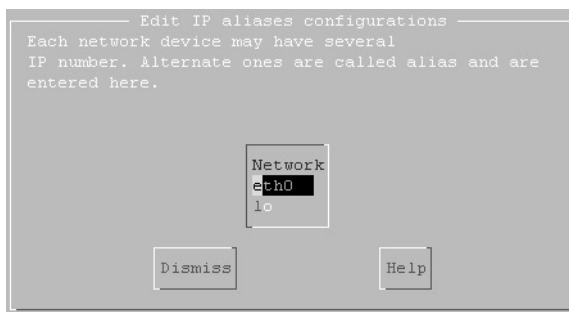 Edit IP aliases configurations
Each network device may have several
IP number. Alternate ones are called alias and are
entered here.
Network
eth0
lo
Dismiss
Help